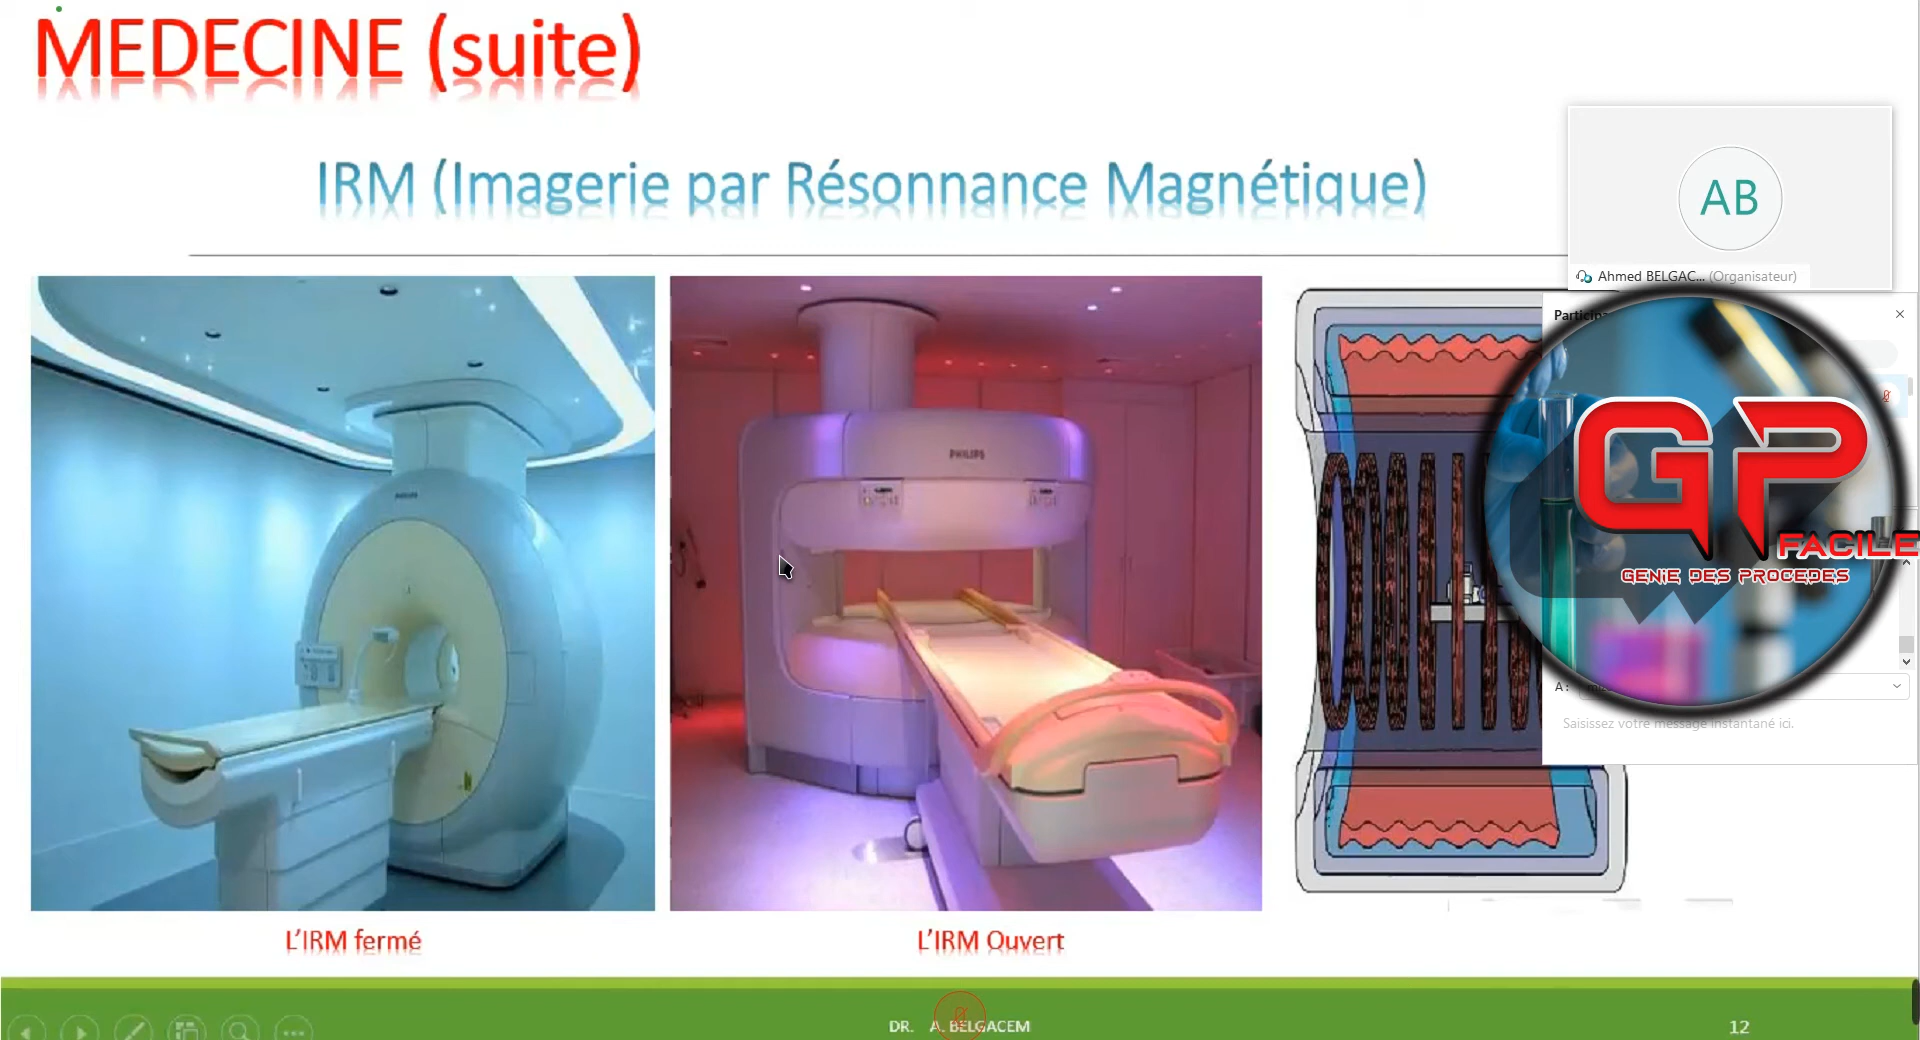 MEDECINE (suite)
IRM (Imagerie par Résonnance Magnétique)
AB
Ahmed BELGAC... (Organisateur)
PHILIPS
PHILIPS
GP
FACILE
GENIE DES PROCEDES
A :
Saisissez votre message instantané ici.
L'IRM fermé
L'IRM Ouvert
DR. A. BELGACEM
12